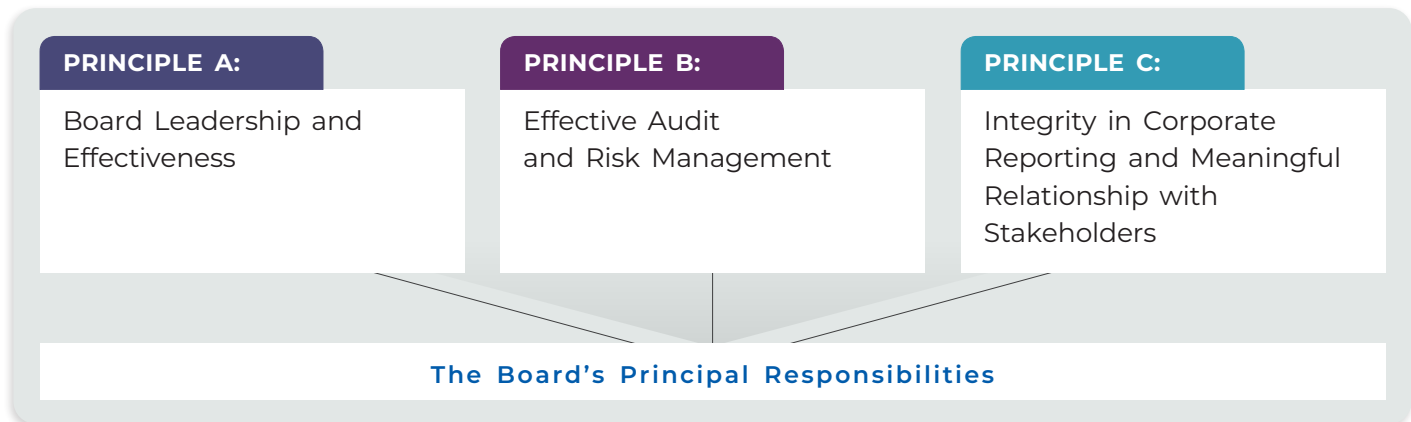 PRINCIPLE A:
Board Leadership and
Effectiveness
PRINCIPLE B:
Effective Audit
and Risk Management
PRINCIPLE C:
Integrity in Corporate
Reporting and Meaningful
Relationship with
Stakeholders
The Board’s Principal Responsibilities